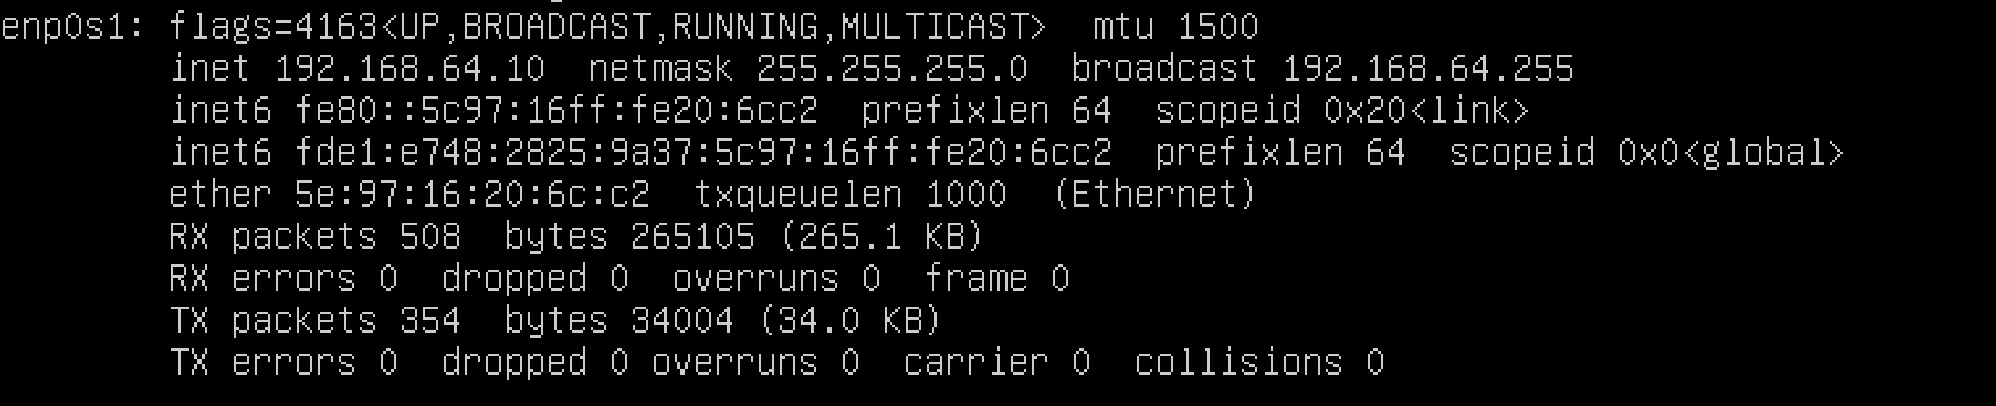 enp0s1: flags=4163<UP,BROADCAST,RUNNING,MULTICAST>  mtu 1500
        inet 192.168.64.10  netmask 255.255.255.0  broadcast 192.168.64.255
        inet6 fe80::5c97:16ff:fe20:6cc2  prefixlen 64  scopeid 0x20<link>
        inet6 fde1:e748:2825:9a37:5c97:16ff:fe20:6cc2  prefixlen 64  scopeid 0x0<global>
        ether 5e:97:16:20:6c:c2  txqueuelen 1000  (Ethernet)
        RX packets 508  bytes 265105 (265.1 KB)
        RX errors 0  dropped 0  overruns 0  frame 0
        TX packets 354  bytes 34004 (34.0 KB)
        TX errors 0  dropped 0 overruns 0  carrier 0  collisions 0